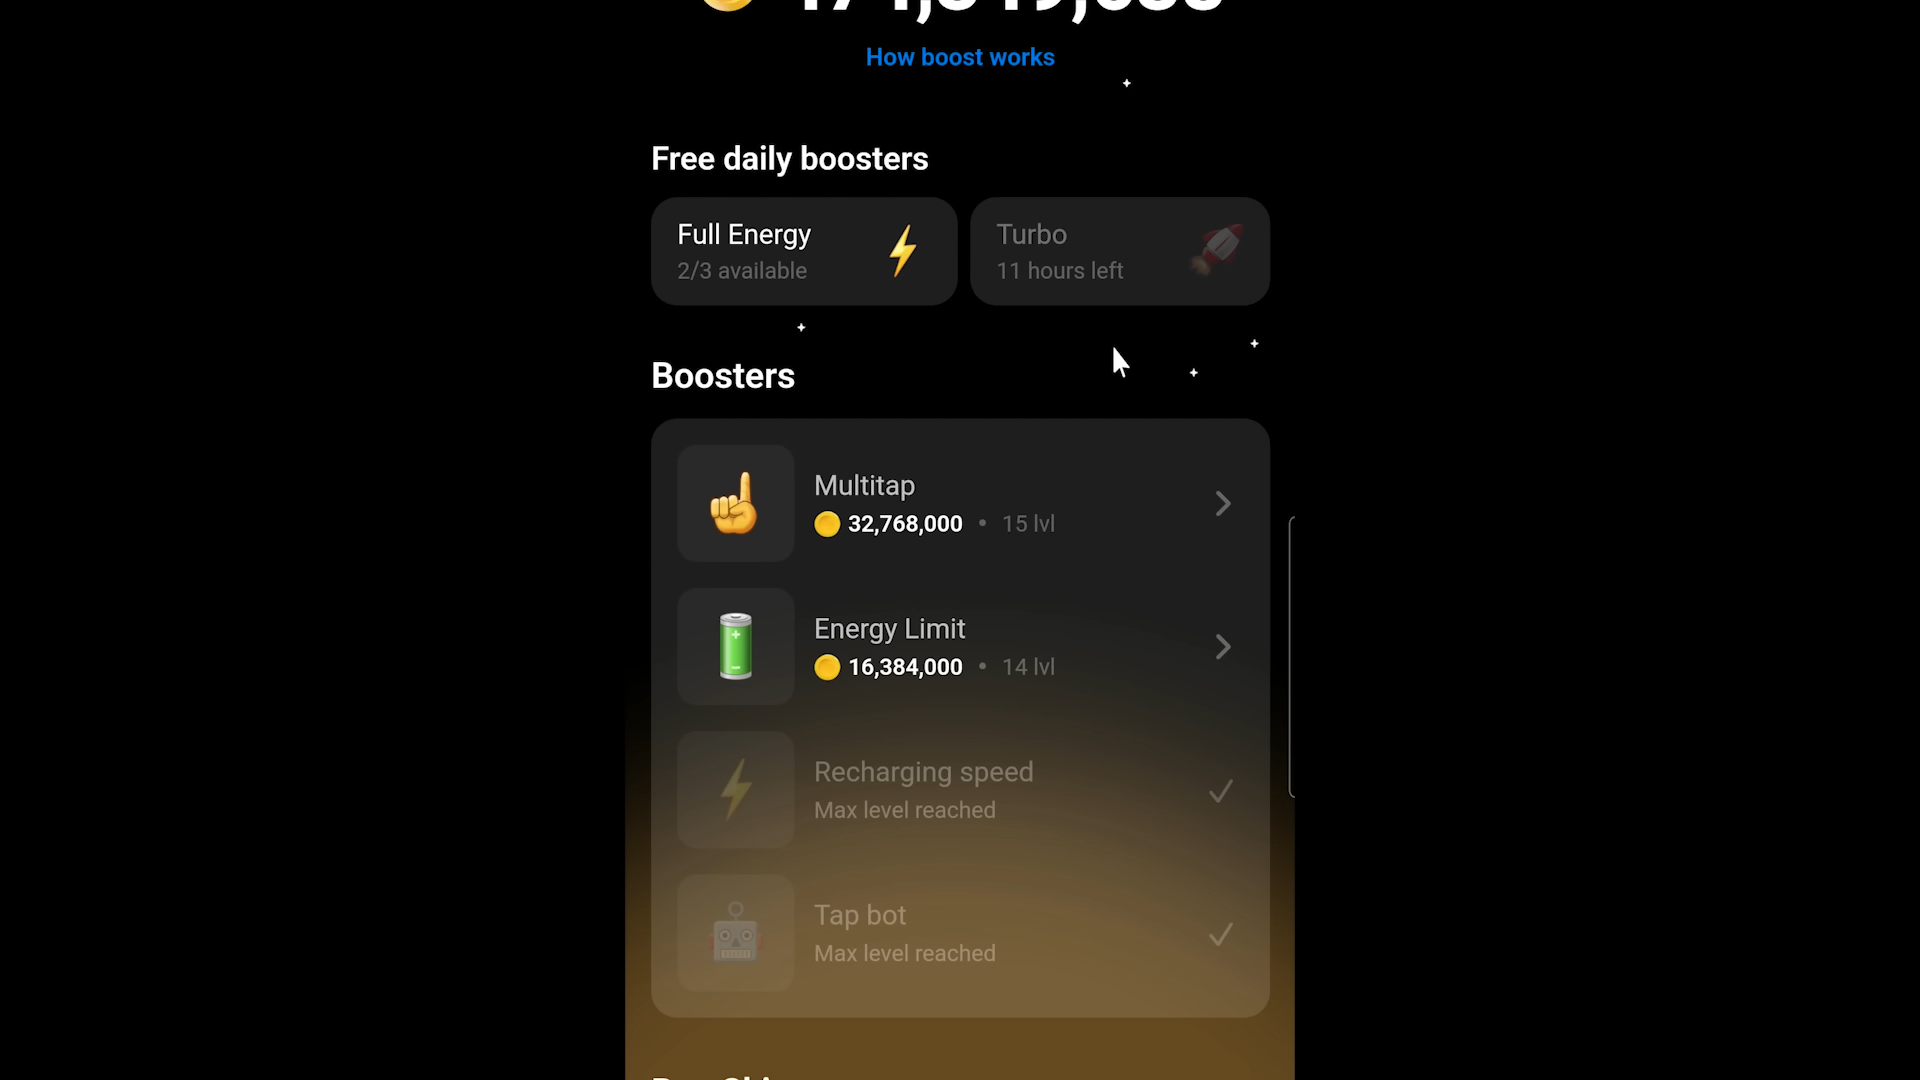 How boost works
Free daily boosters
Full Energy
2/3 available
Turbo
11 hours left
Boosters
Multitap
32,768,000 • 15 lvl
Energy Limit
16,384,000 • 14 lvl
Recharging speed
Max level reached
Tap bot
Max level reached